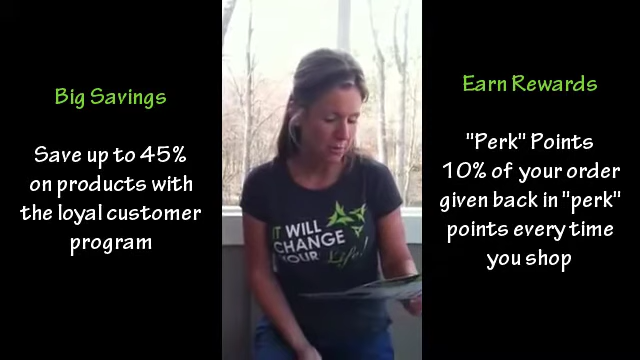 Big Savings
Save up to 45%
on products with
the loyal customer
program
IT WILL
CHANGE
YOUR Life!
Earn Rewards
"Perk" Points
10% of your order
given back in "perk"
points every time
you shop